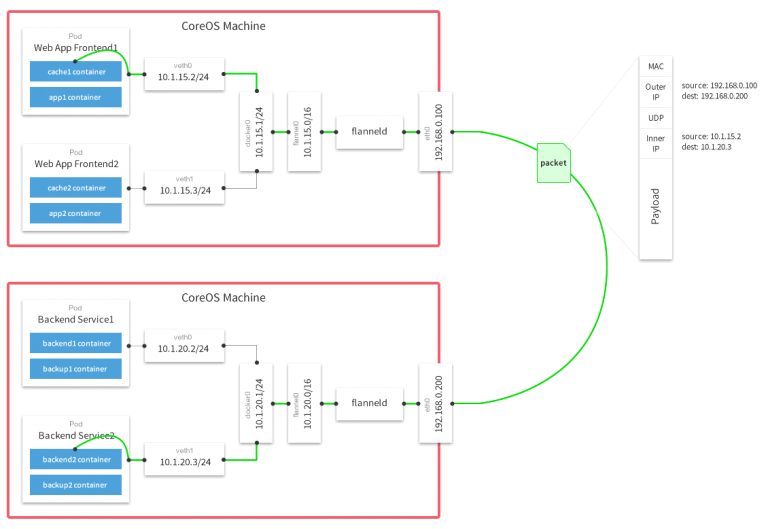 CoreOS Machine
Pod
Web App Frontend1
cache1 container
app1 container
veth0
10.1.15.2/24
Pod
Web App Frontend2
cache2 container
app2 container
veth1
10.1.15.3/24
docker0
10.1.15.1/24
flannel0
10.1.15.0/16
flanneld
eth0
192.168.0.100
packet
MAC
Outer
IP
source: 192.168.0.100
dest: 192.168.0.200
UDP
Inner
IP
source: 10.1.15.2
dest: 10.1.20.3
Payload
CoreOS Machine
Pod
Backend Service1
backend1 container
backup1 container
veth0
10.1.20.2/24
Pod
Backend Service2
backend2 container
backup2 container
veth1
10.1.20.3/24
docker0
10.1.20.1/24
flannel0
10.1.20.0/16
flanneld
eth0
192.168.0.200